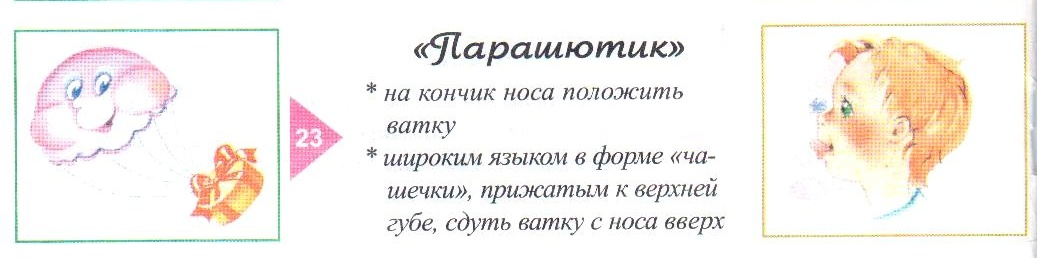 «Парашютик»
23
* на кончик носа положить
ватку
* широким языком в форме «ча-
шечки», прижатым к верхней
губе, сдуть ватку с носа вверх